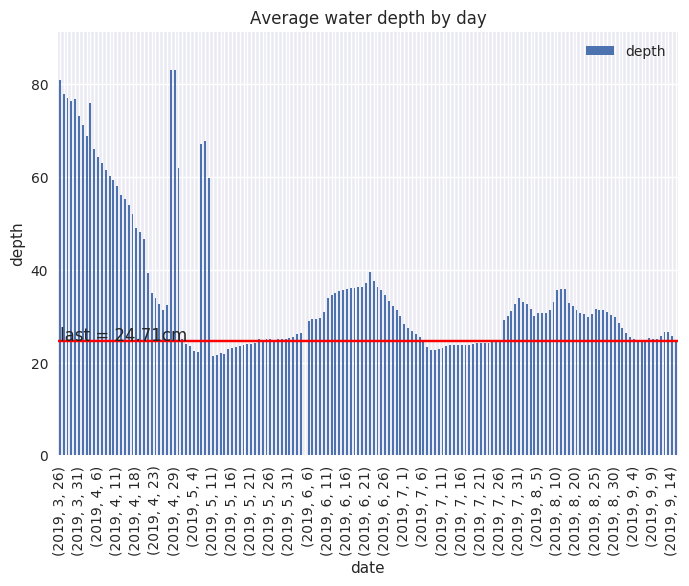 Average water depth by day
depth
80
60
40
20
0
depth
last = 24.71cm
(2019, 3, 26)
(2019, 3, 31)
(2019, 4, 6)
(2019, 4, 11)
(2019, 4, 18)
(2019, 4, 23)
(2019, 4, 29)
(2019, 5, 4)
(2019, 5, 11)
(2019, 5, 16)
(2019, 5, 21)
(2019, 5, 26)
(2019, 5, 31)
(2019, 6, 6)
(2019, 6, 11)
(2019, 6, 16)
(2019, 6, 21)
(2019, 6, 26)
(2019, 7, 1)
(2019, 7, 6)
(2019, 7, 11)
(2019, 7, 16)
(2019, 7, 21)
(2019, 7, 26)
(2019, 7, 31)
(2019, 8, 5)
(2019, 8, 10)
(2019, 8, 20)
(2019, 8, 25)
(2019, 8, 30)
(2019, 9, 4)
(2019, 9, 9)
(2019, 9, 14)
date